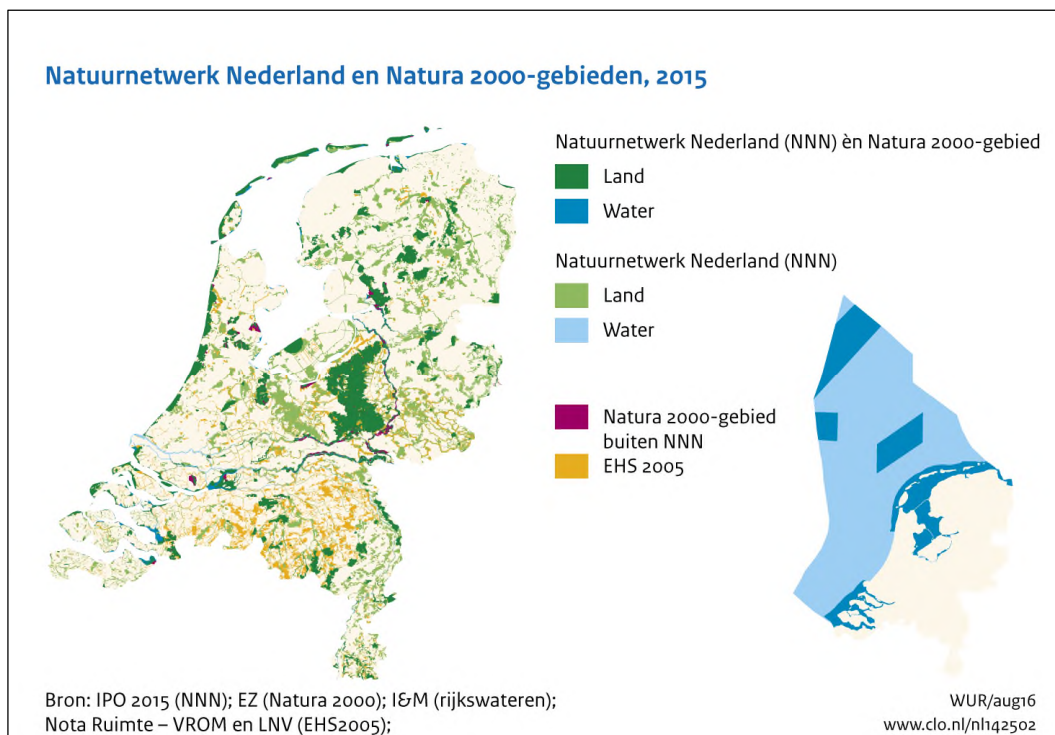 Natuurnetwerk Nederland en Natura 2000-gebieden, 2015
Natuurnetwerk Nederland (NNN) èn Natura 2000-gebied
Land
Water
Natuurnetwerk Nederland (NNN)
Land
Water
Natura 2000-gebied
buiten NNN
EHS 2005
Bron: IPO 2015 (NNN); EZ (Natura 2000); I&M (rijkswateren);
Nota Ruimte – VROM en LNV (EHS2005);
WUR/aug16
www.clo.nl/nl142502